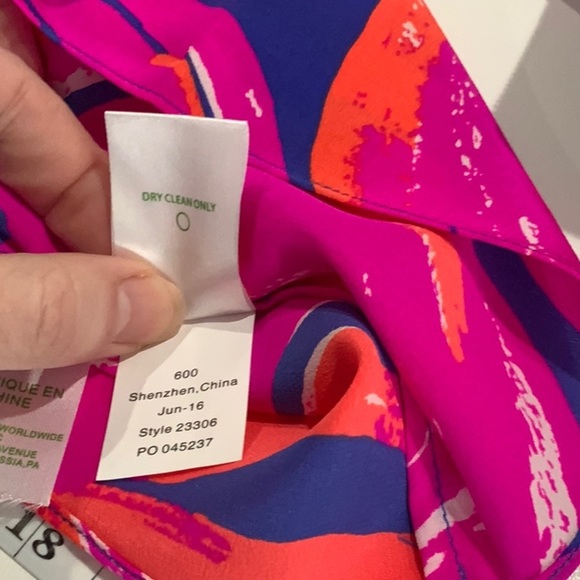 DRY CLEAN ONLY
600
Shenzhen,China
Jun-16
Style 23306
PO 045237
IQUE EN
HINE
WORLDWIDE
C
AVENUE
SSIA,PA
18